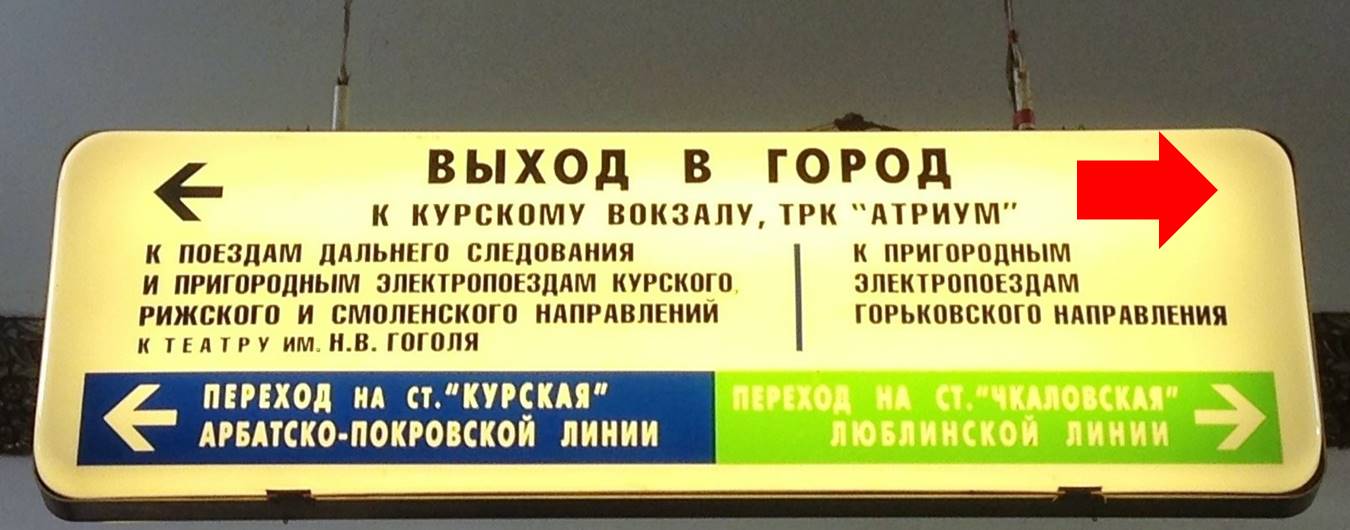 ВЫХОД В ГОРОД
К КУРСКОМУ ВОКЗАЛУ, ТРК "АТРИУМ"
К ПОЕЗДАМ ДАЛЬНЕГО СЛЕДОВАНИЯ
И ПРИГОРОДНЫМ ЭЛЕКТРОПОЕЗДАМ КУРСКОГО,
РИЖСКОГО И СМОЛЕНСКОГО НАПРАВЛЕНИЙ
К ТЕАТРУ ИМ. Н.В. ГОГОЛЯ
К ПРИГОРОДНЫМ
ЭЛЕКТРОПОЕЗДАМ
ГОРЬКОВСКОГО НАПРАВЛЕНИЯ
ПЕРЕХОД НА СТ. "КУРСКАЯ"
АРБАТСКО-ПОКРОВСКОЙ ЛИНИИ
ПЕРЕХОД НА СТ. "ЧКАЛОВСКАЯ"
ЛЮБЛИНСКОЙ ЛИНИИ